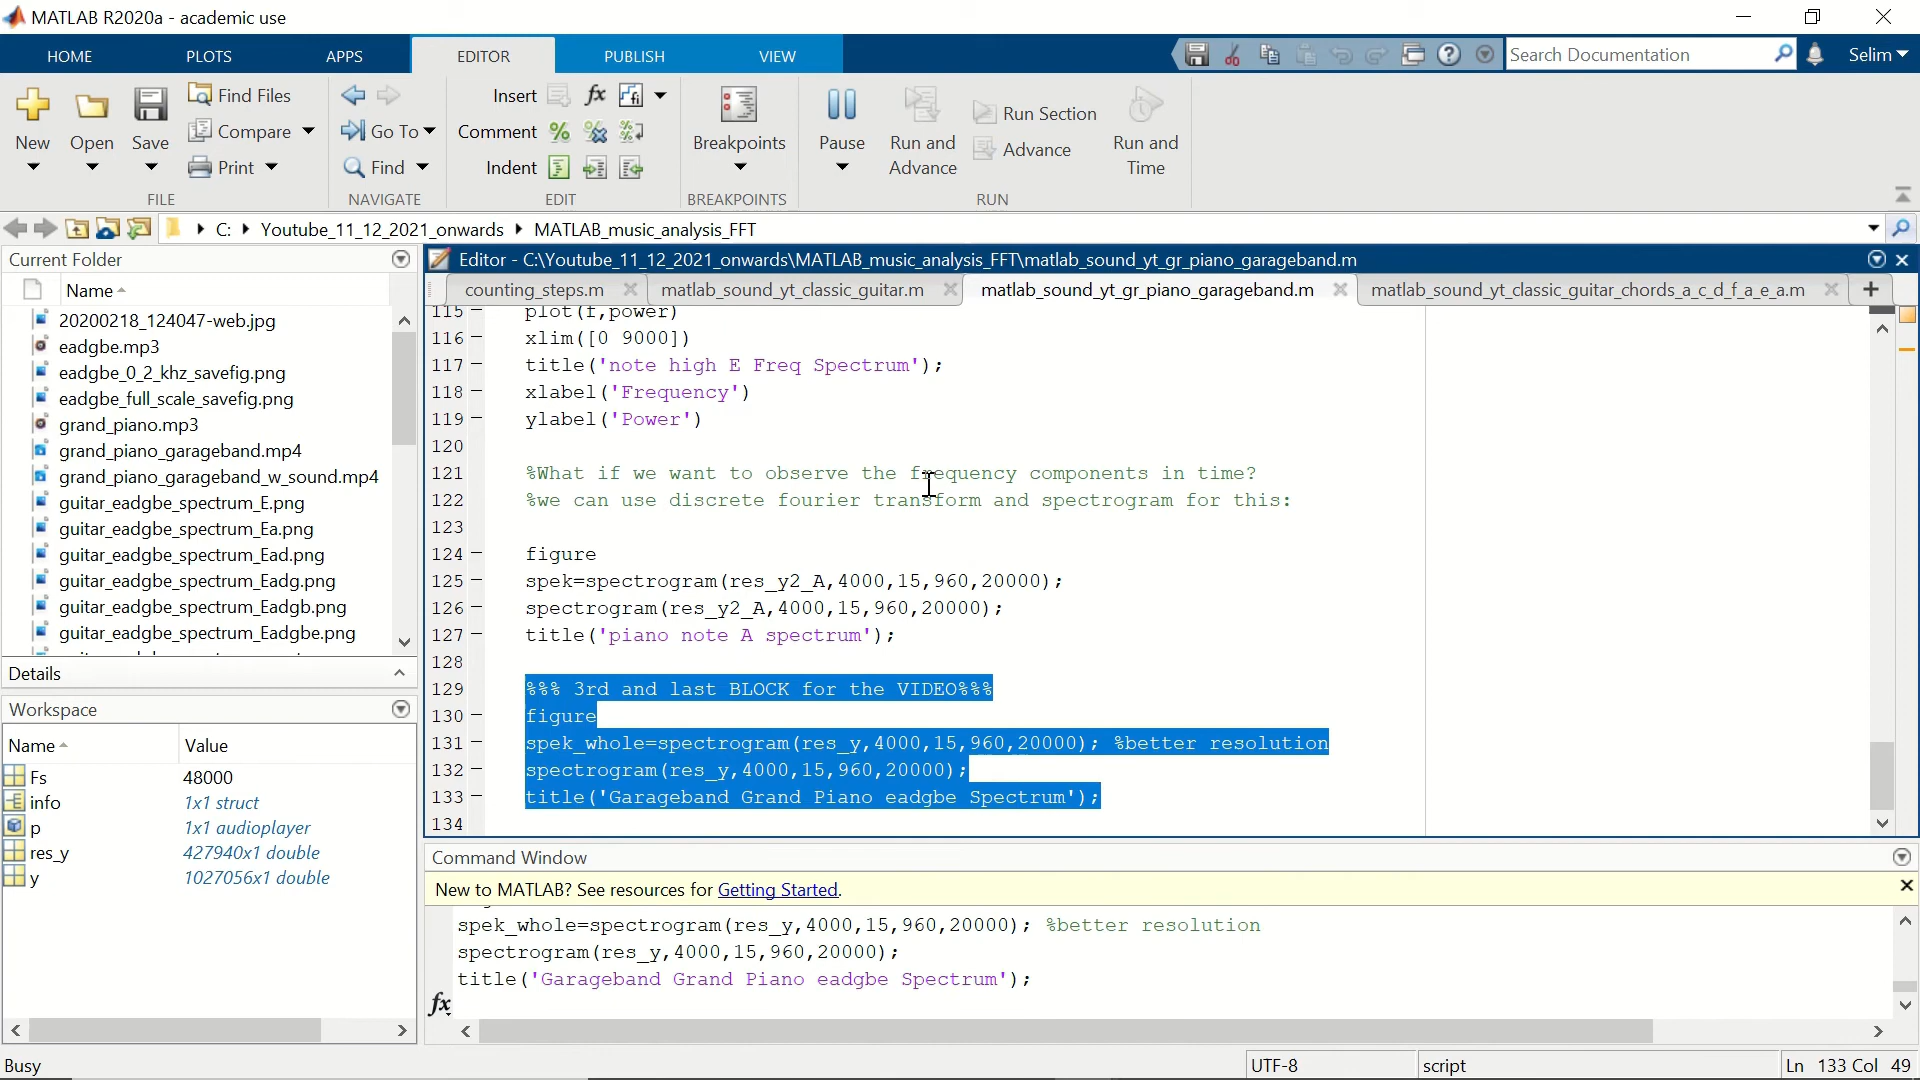 MATLAB R2020a - academic use
HOME PLOTS APPS EDITOR PUBLISH VIEW
Search Documentation
Selim
New
Open
Save
Find Files
Compare
Print
FILE
Go To
Find
NAVIGATE
Insert
Comment
Indent
EDIT
Breakpoints
BREAKPOINTS
Pause
Run and Advance
Run Section
Advance
Run and Time
RUN
C: Youtube_11_12_2021_onwards MATLAB_music_analysis_FFT
Current Folder
Name
20200218_124047-web.jpg
eadgbe.mp3
eadgbe_0_2_khz_savefig.png
eadgbe_full_scale_savefig.png
grand_piano.mp3
grand_piano_garageband.mp4
grand_piano_garageband_w_sound.mp4
guitar_eadgbe_spectrum_E.png
guitar_eadgbe_spectrum_Ea.png
guitar_eadgbe_spectrum_Ead.png
guitar_eadgbe_spectrum_Eadg.png
guitar_eadgbe_spectrum_Eadgb.png
guitar_eadgbe_spectrum_Eadgbe.png
Details
Workspace
Name Value
Fs 48000
info 1x1 struct
p 1x1 audioplayer
res_y 427940x1 double
y 1027056x1 double
Editor - C:\Youtube_11_12_2021_onwards\MATLAB_music_analysis_FFT\matlab_sound_yt_gr_piano_garageband.m
counting_steps.m matlab_sound_yt_classic_guitar.m matlab_sound_yt_gr_piano_garageband.m matlab_sound_yt_classic_guitar_chords_a_c_d_f_a_e_a.m
115 plot(f,power)
116 xlim([0 9000])
117 title('note high E Freq Spectrum');
118 xlabel('Frequency')
119 ylabel('Power')
120
121 %What if we want to observe the frequency components in time?
122 %we can use discrete fourier transform and spectrogram for this:
123
124 figure
125 spek=spectrogram(res_y2_A,4000,15,960,20000);
126 spectrogram(res_y2_A,4000,15,960,20000);
127 title('piano note A spectrum');
128
129 %%% 3rd and last BLOCK for the VIDEO%%%
130 figure
131 spek_whole=spectrogram(res_y,4000,15,960,20000); %better resolution
132 spectrogram(res_y,4000,15,960,20000);
133 title('Garageband Grand Piano eadgbe Spectrum');
134
Command Window
New to MATLAB? See resources for Getting Started.
spek_whole=spectrogram(res_y,4000,15,960,20000); %better resolution
spectrogram(res_y,4000,15,960,20000);
title('Garageband Grand Piano eadgbe Spectrum');
fx
Busy
UTF-8
script
Ln 133 Col 49